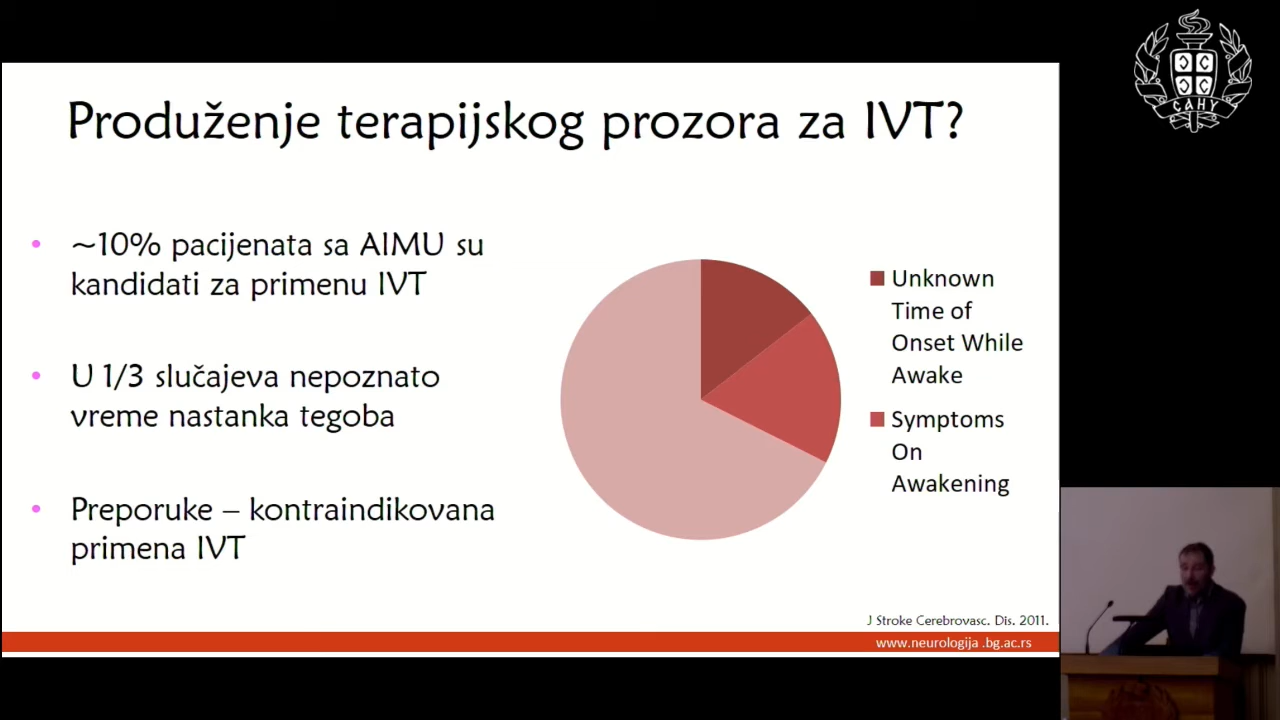 Produženje terapijskog prozora za IVT?
• ~10% pacijenata sa AIMU su
kandidati za primenu IVT
• U 1/3 slučajeva nepoznato
vreme nastanka tegoba
• Preporuke – kontraindikovana
primena IVT
Unknown
Time of
Onset While
Awake
Symptoms
On
Awakening
J Stroke Cerebrovasc. Dis. 2011.
www.neurologija .bg.ac.rs
САНУ